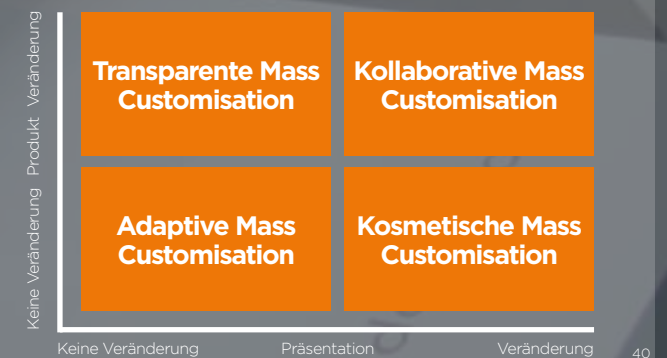 Transparente Mass
Customisation
Kollaborative Mass
Customisation
Adaptive Mass
Customisation
Kosmetische Mass
Customisation
Keine Veränderung Produkt Veränderung
Keine Veränderung Präsentation Veränderung
40